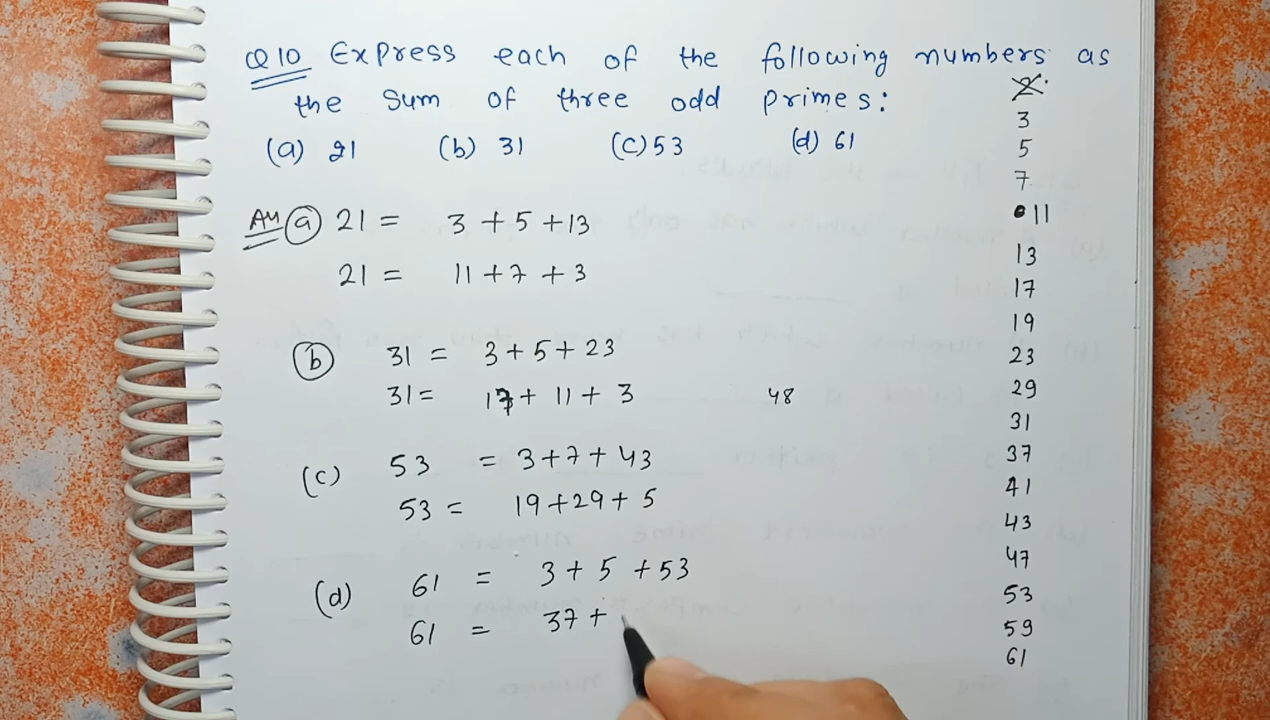 Q10 Express each of the following numbers as
the sum of three odd primes:
(a) 21 (b) 31 (c) 53 (d) 61
Ans (a) 21 = 3 + 5 + 13
21 = 11 + 7 + 3
(b) 31 = 3 + 5 + 23
31 = 17 + 11 + 3
48
(c) 53 = 3 + 7 + 43
53 = 19 + 29 + 5
(d) 61 = 3 + 5 + 53
61 = 37 +
2
3
5
7
11
13
17
19
23
29
31
37
41
43
47
53
59
61